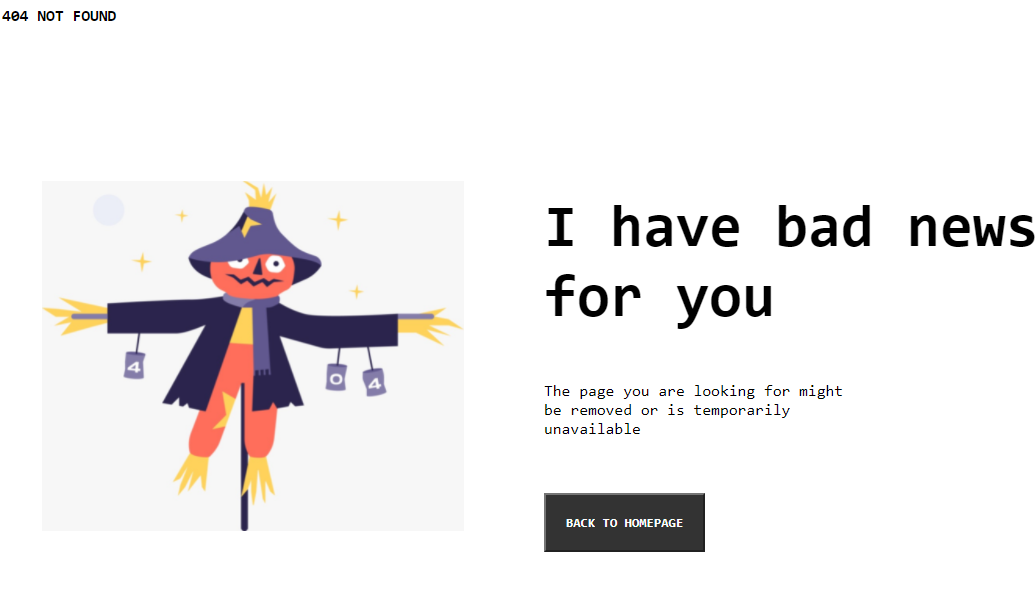 404 NOT FOUND
4
0
4
I have bad news
for you
The page you are looking for might
be removed or is temporarily
unavailable
BACK TO HOMEPAGE